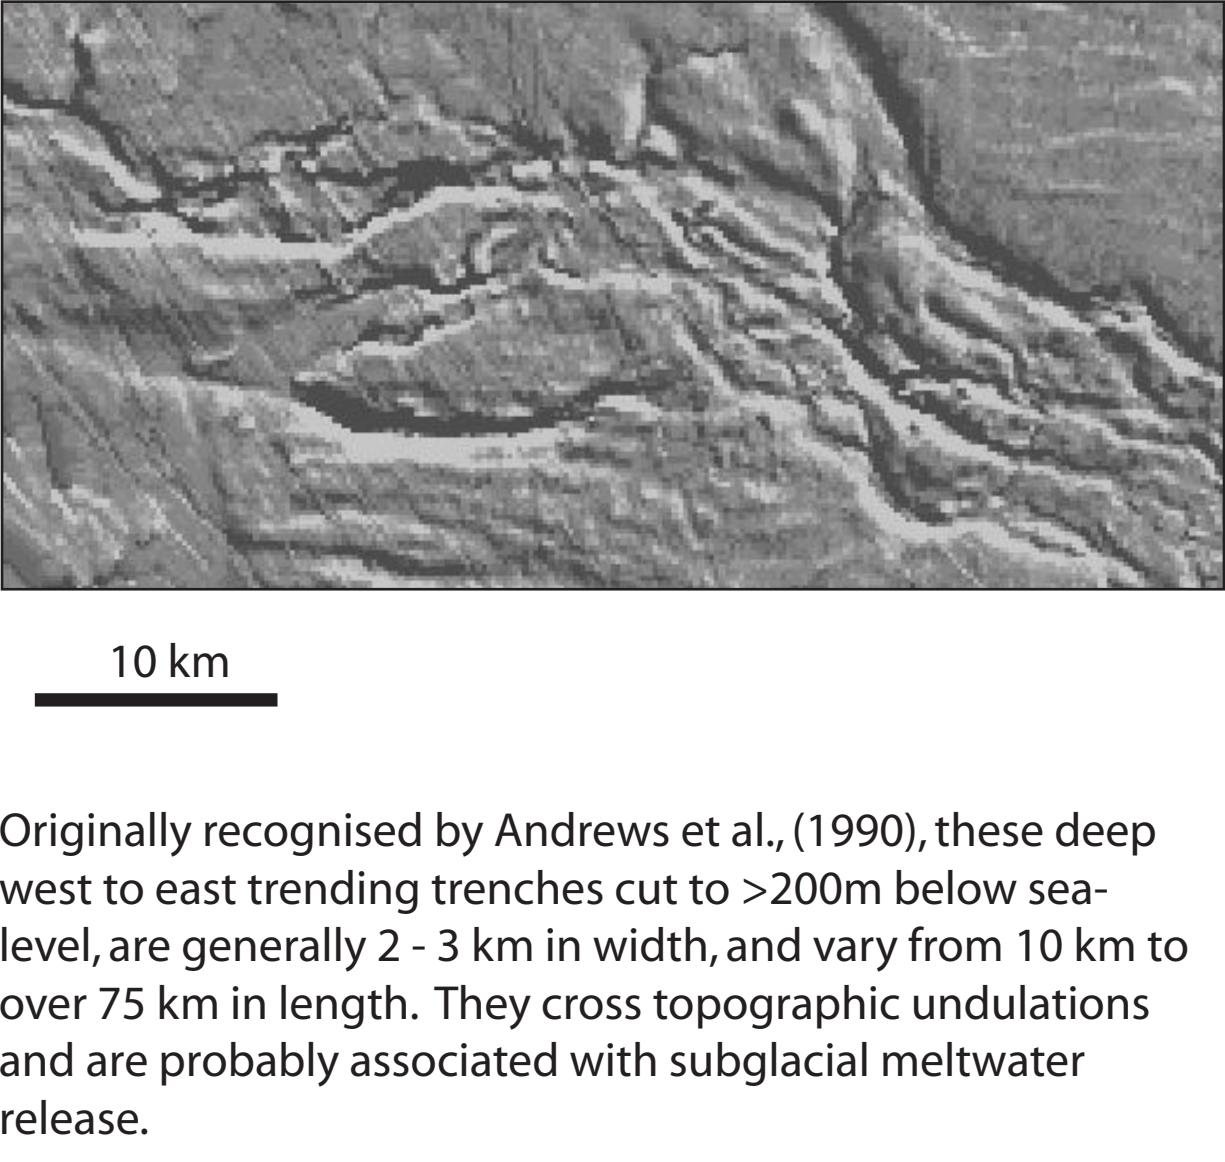 10 km
Originally recognised by Andrews et al., (1990), these deep
west to east trending trenches cut to >200m below sea-
level, are generally 2 - 3 km in width, and vary from 10 km to
over 75 km in length. They cross topographic undulations
and are probably associated with subglacial meltwater
release.